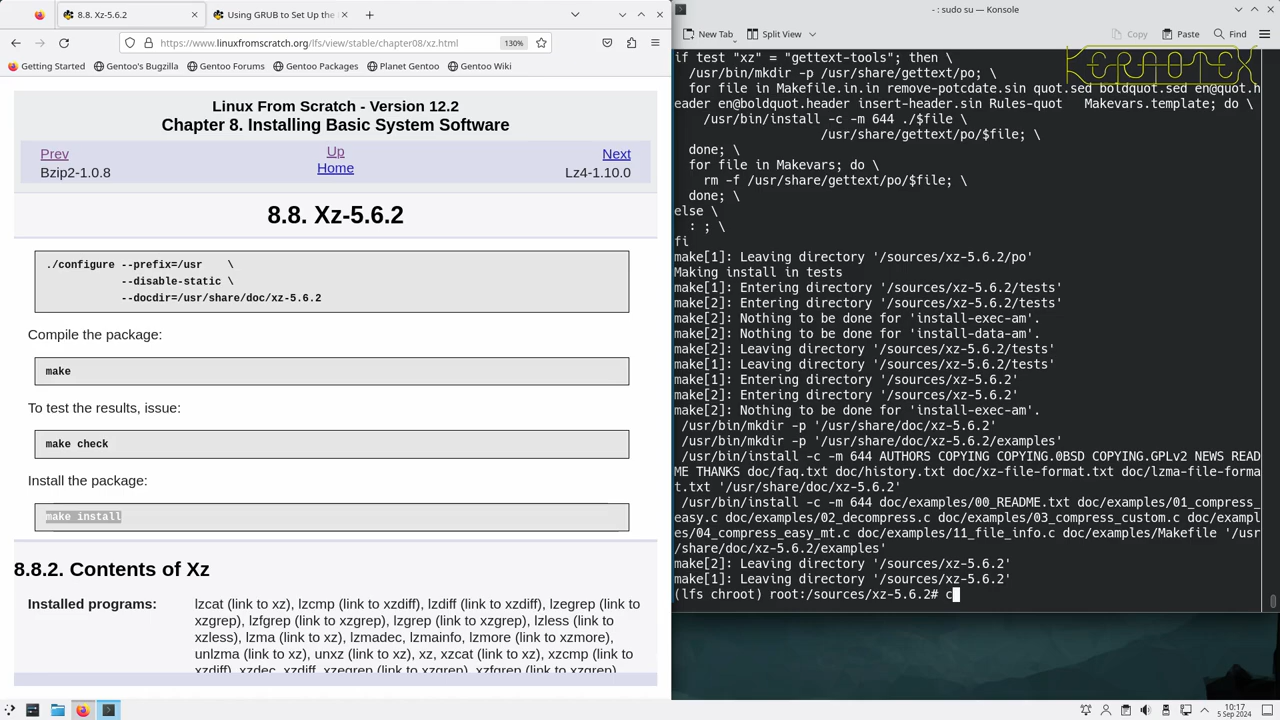 8.8. Xz-5.6.2
Using GRUB to Set Up the
https://www.linuxfromscratch.org/lfs/view/stable/chapter08/xz.html
130%
Getting Started
Gentoo's Bugzilla
Gentoo Forums
Gentoo Packages
Planet Gentoo
Gentoo Wiki
Linux From Scratch - Version 12.2
Chapter 8. Installing Basic System Software
Prev
Up
Next
Bzip2-1.0.8
Home
Lz4-1.10.0
8.8. Xz-5.6.2
./configure --prefix=/usr    \
--disable-static \
--docdir=/usr/share/doc/xz-5.6.2
Compile the package:
make
To test the results, issue:
make check
Install the package:
make install
8.8.2. Contents of Xz
Installed programs:
lzcat (link to xz), lzcmp (link to xzdiff), lzdiff (link to xzdiff), lzegrep (link to
xzgrep), lzfgrep (link to xzgrep), lzgrep (link to xzgrep), lzless (link to
xzless), lzma (link to xz), lzmadec, lzmainfo, lzmore (link to xzmore),
unlzma (link to xz), unxz (link to xz), xz, xzcat (link to xz), xzcmp (link to
xzdiff), xzdec, xzdiff, xzegrep (link to xzgrep), xzfgrep (link to xzgrep),
- : sudo su — Konsole
New Tab
Split View
Copy
Paste
Find
if test "xz" = "gettext-tools"; then \
/usr/bin/mkdir -p /usr/share/gettext/po; \
for file in Makefile.in.in remove-potcdate.sin quot.sed boldquot.sed en@quot.h
eader en@boldquot.header insert-header.sin Rules-quot   Makevars.template; do \
/usr/bin/install -c -m 644 ./$file \
/usr/share/gettext/po/$file; \
done; \
for file in Makevars; do \
rm -f /usr/share/gettext/po/$file; \
done; \
else \
: ; \
fi
make[1]: Leaving directory '/sources/xz-5.6.2/po'
Making install in tests
make[1]: Entering directory '/sources/xz-5.6.2/tests'
make[2]: Entering directory '/sources/xz-5.6.2/tests'
make[2]: Nothing to be done for 'install-exec-am'.
make[2]: Nothing to be done for 'install-data-am'.
make[2]: Leaving directory '/sources/xz-5.6.2/tests'
make[1]: Leaving directory '/sources/xz-5.6.2/tests'
make[1]: Entering directory '/sources/xz-5.6.2'
make[2]: Entering directory '/sources/xz-5.6.2'
make[2]: Nothing to be done for 'install-exec-am'.
/usr/bin/mkdir -p '/usr/share/doc/xz-5.6.2'
/usr/bin/mkdir -p '/usr/share/doc/xz-5.6.2/examples'
/usr/bin/install -c -m 644 AUTHORS COPYING COPYING.0BSD COPYING.GPLv2 NEWS READ
ME THANKS doc/faq.txt doc/history.txt doc/xz-file-format.txt doc/lzma-file-forma
t.txt '/usr/share/doc/xz-5.6.2'
/usr/bin/install -c -m 644 doc/examples/00_README.txt doc/examples/01_compress_
easy.c doc/examples/02_decompress.c doc/examples/03_compress_custom.c doc/exampl
es/04_compress_easy_mt.c doc/examples/11_file_info.c doc/examples/Makefile '/usr
/share/doc/xz-5.6.2/examples'
make[2]: Leaving directory '/sources/xz-5.6.2'
make[1]: Leaving directory '/sources/xz-5.6.2'
(lfs chroot) root:/sources/xz-5.6.2# c
10:17
5 Sep 2024